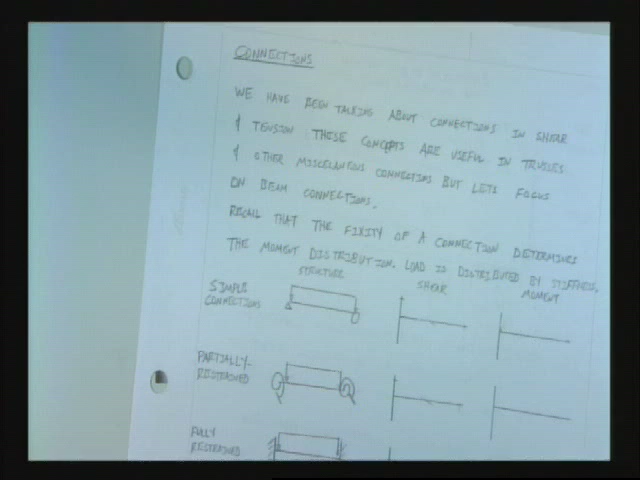 CONNECTIONS
WE HAVE BEEN TALKING ABOUT CONNECTIONS IN SHEAR
& TENSION THESE CONCEPTS ARE USEFUL IN TRUSSES
& OTHER MISCELANEOUS CONNECTIONS BUT LETS FOCUS
ON BEAM CONNECTIONS.
RECALL THAT THE FIXITY OF A CONNECTION DETERMINES
THE MOMENT DISTRIBUTION. LOAD IS DISTRIBUTED BY STIFFNESS.
STRUCTURE SHEAR MOMENT
SIMPLE
CONNECTIONS
PARTIALLY-
RESTRAINED
FULLY
RESTRAINED